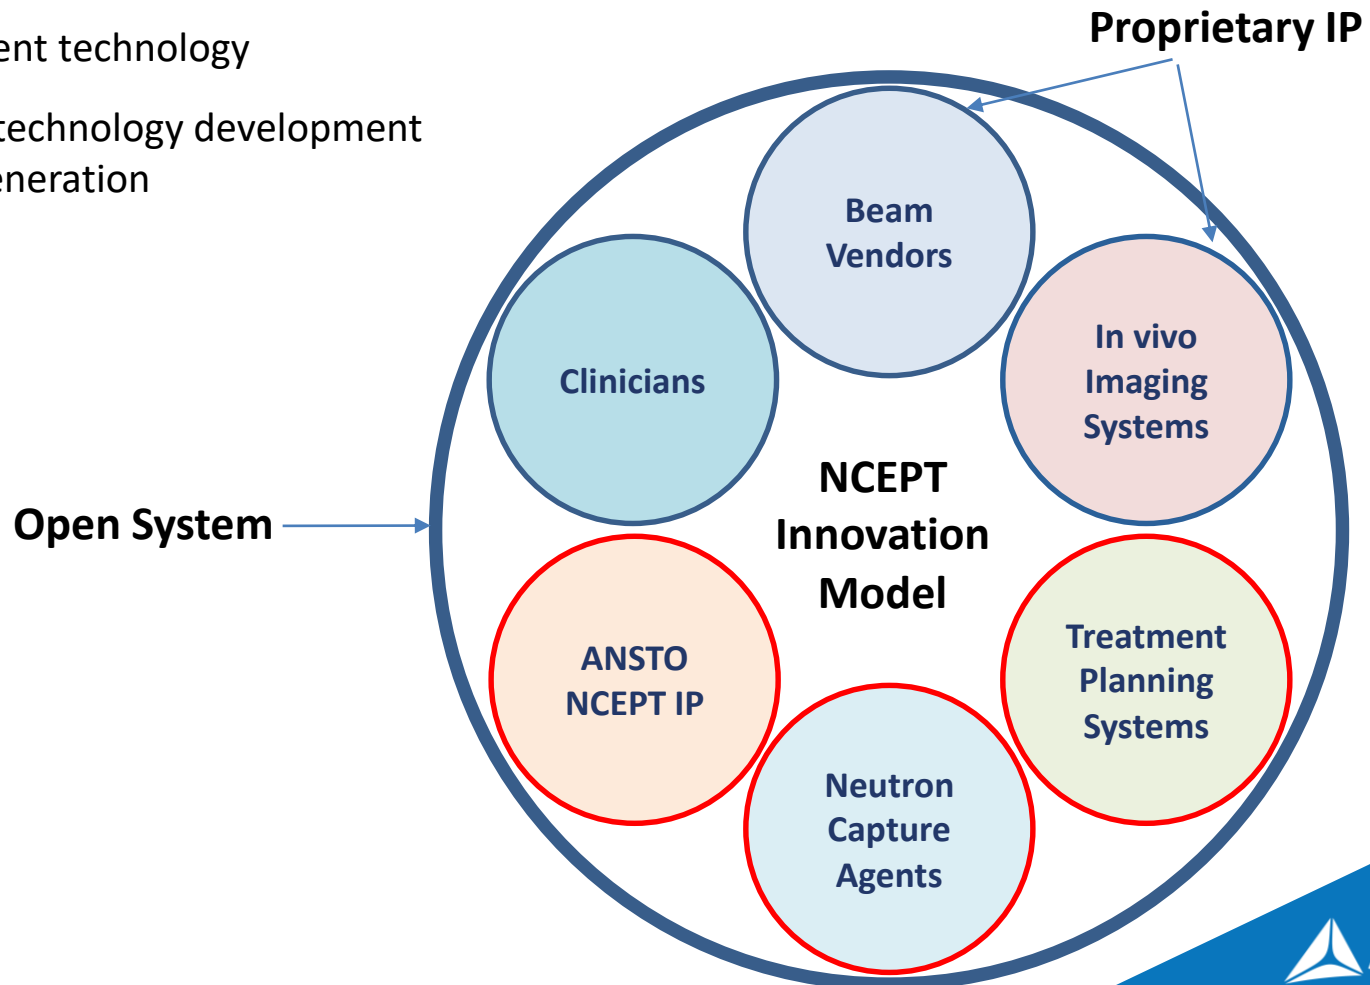 Proprietary IP
ent technology
technology development
eneration
Beam
Vendors
In vivo
Imaging
Systems
Clinicians
NCEPT
Innovation
Model
Open System
ANSTO
NCEPT IP
Treatment
Planning
Systems
Neutron
Capture
Agents